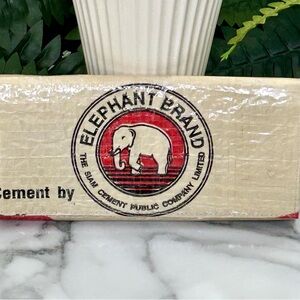 ELEPHANT BRAND
THE SIAM CEMENT PUBLIC COMPANY LIMITED
Cement by